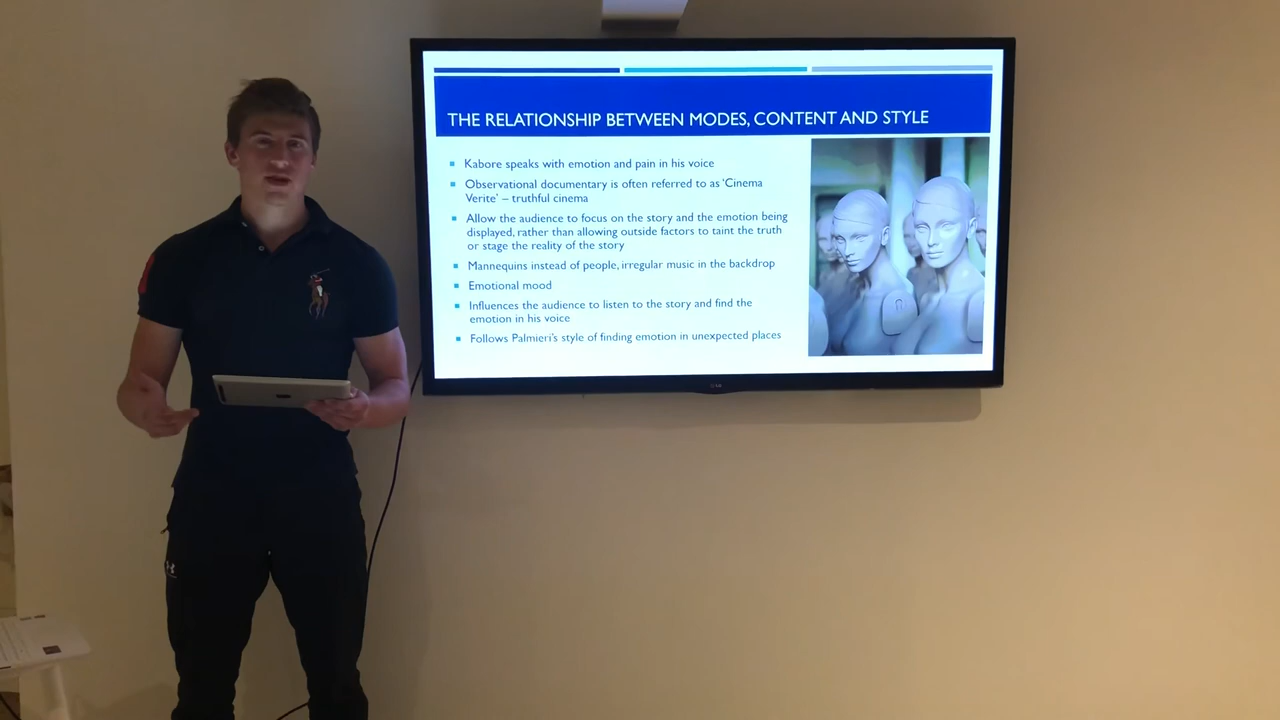 THE RELATIONSHIP BETWEEN MODES, CONTENT AND STYLE
Kabore speaks with emotion and pain in his voice
Observational documentary is often referred to as 'Cinema
Verite' – truthful cinema
Allow the audience to focus on the story and the emotion being
displayed, rather than allowing outside factors to taint the truth
or stage the reality of the story
Mannequins instead of people, irregular music in the backdrop
Emotional mood
Influences the audience to listen to the story and find the
emotion in his voice
Follows Palmieri's style of finding emotion in unexpected places
LG